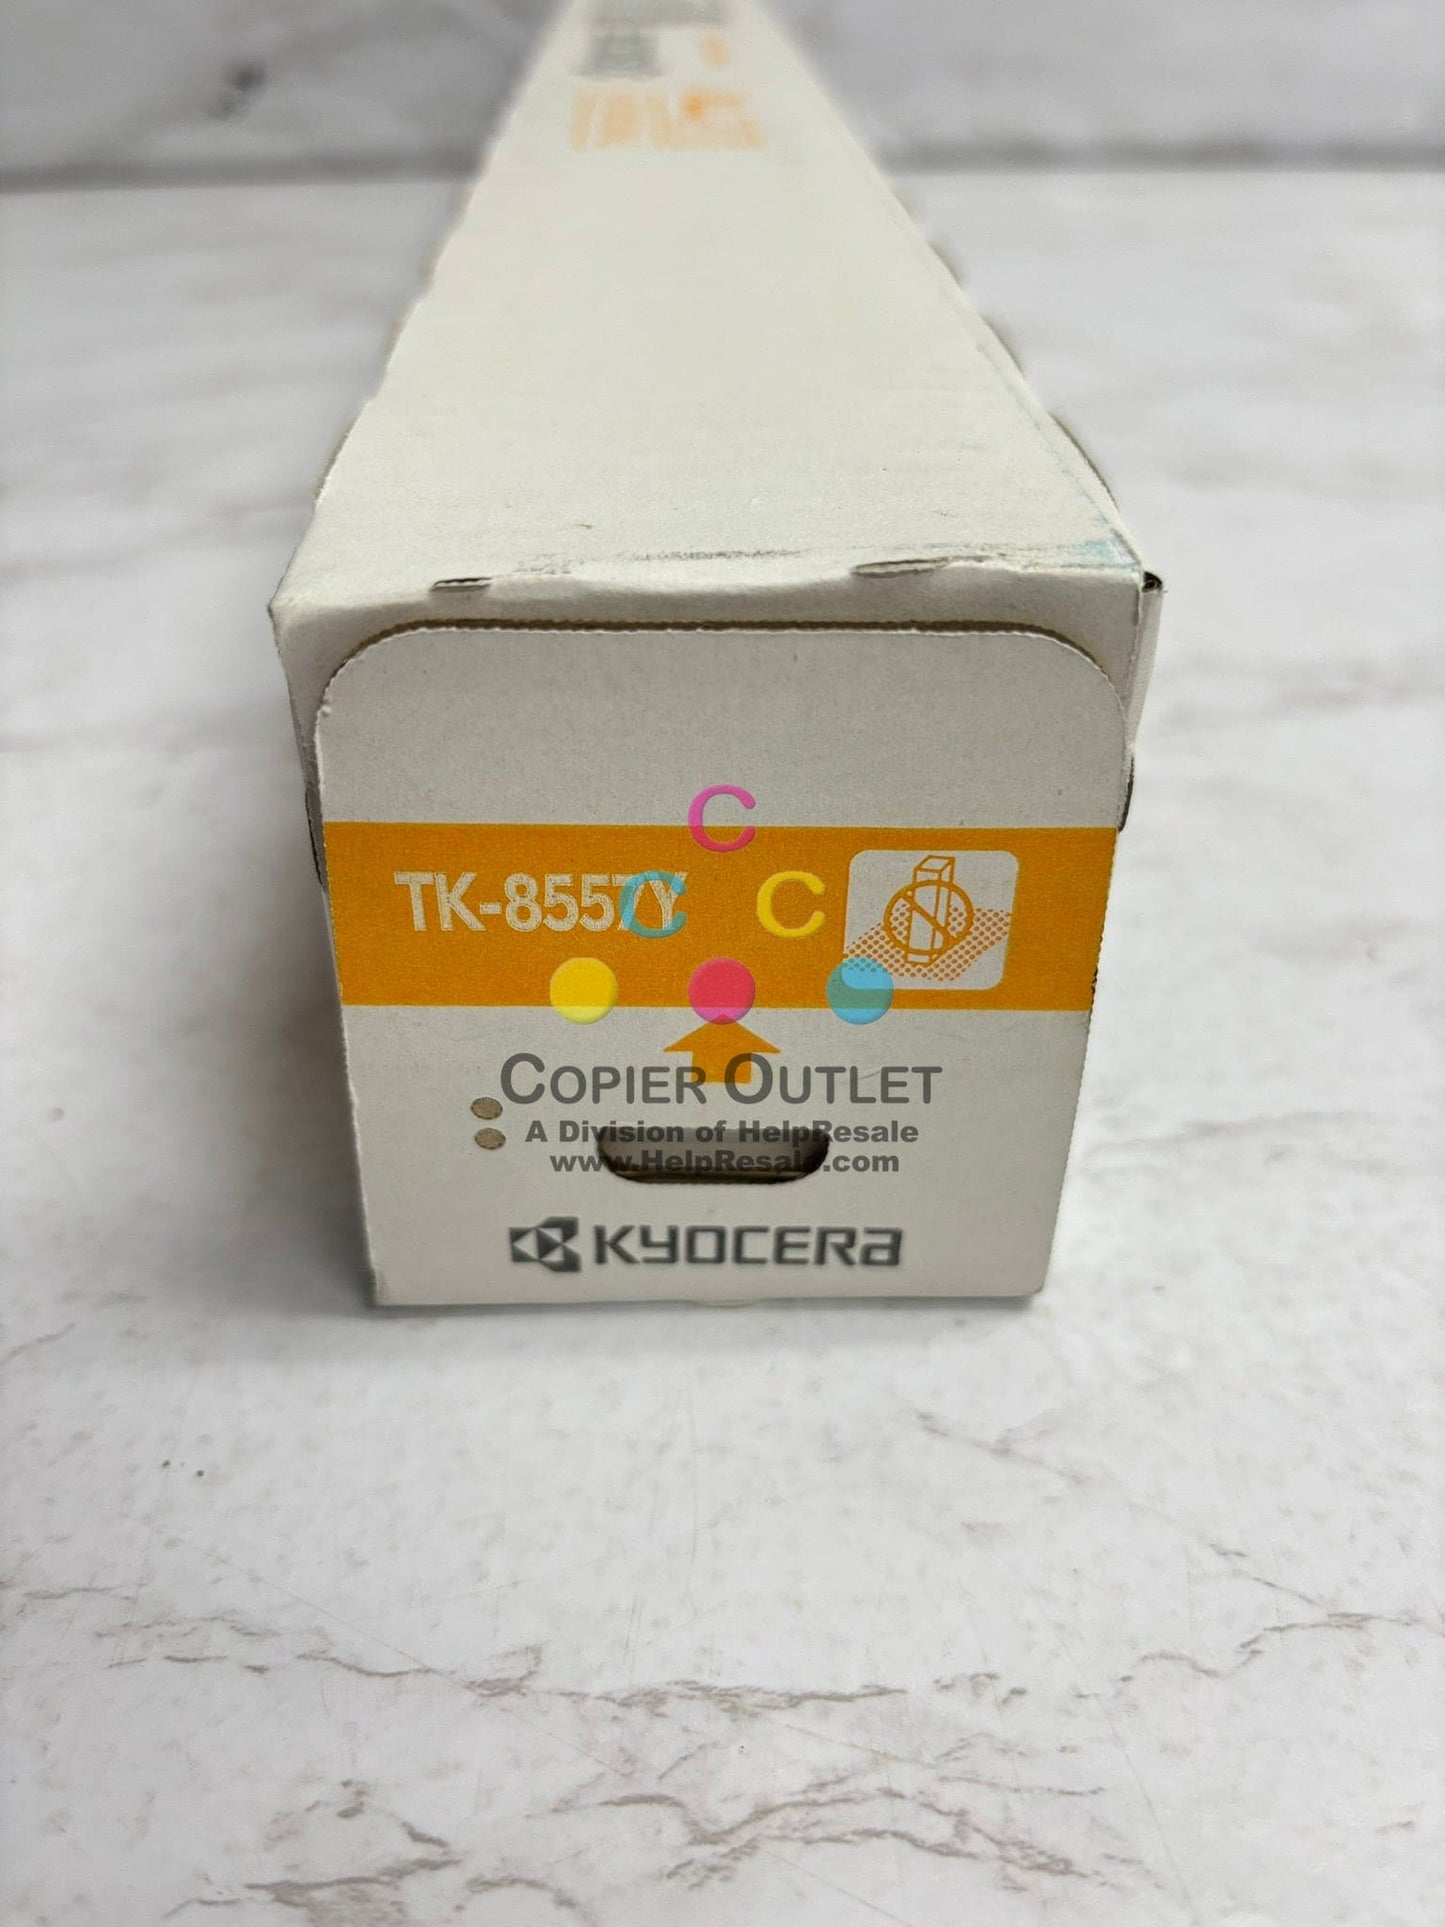 C
TK-8557Y
C C
COPIER OUTLET
A Division of HelpResale
www.HelpResale.com
KYOCERA